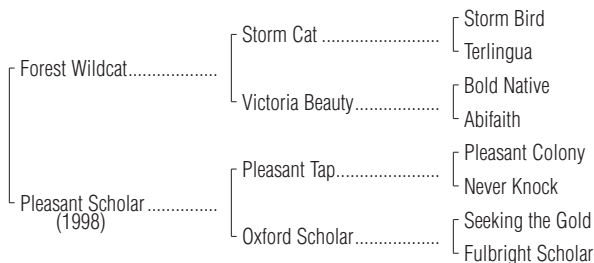 Storm Bird
Storm Cat ........................
Terlingua
Forest Wildcat..................
Bold Native
Victoria Beauty.................
Abifaith
Pleasant Colony
Pleasant Tap.....................
Never Knock
Pleasant Scholar ..............
(1998)
Seeking the Gold
Oxford Scholar.................
Fulbright Scholar